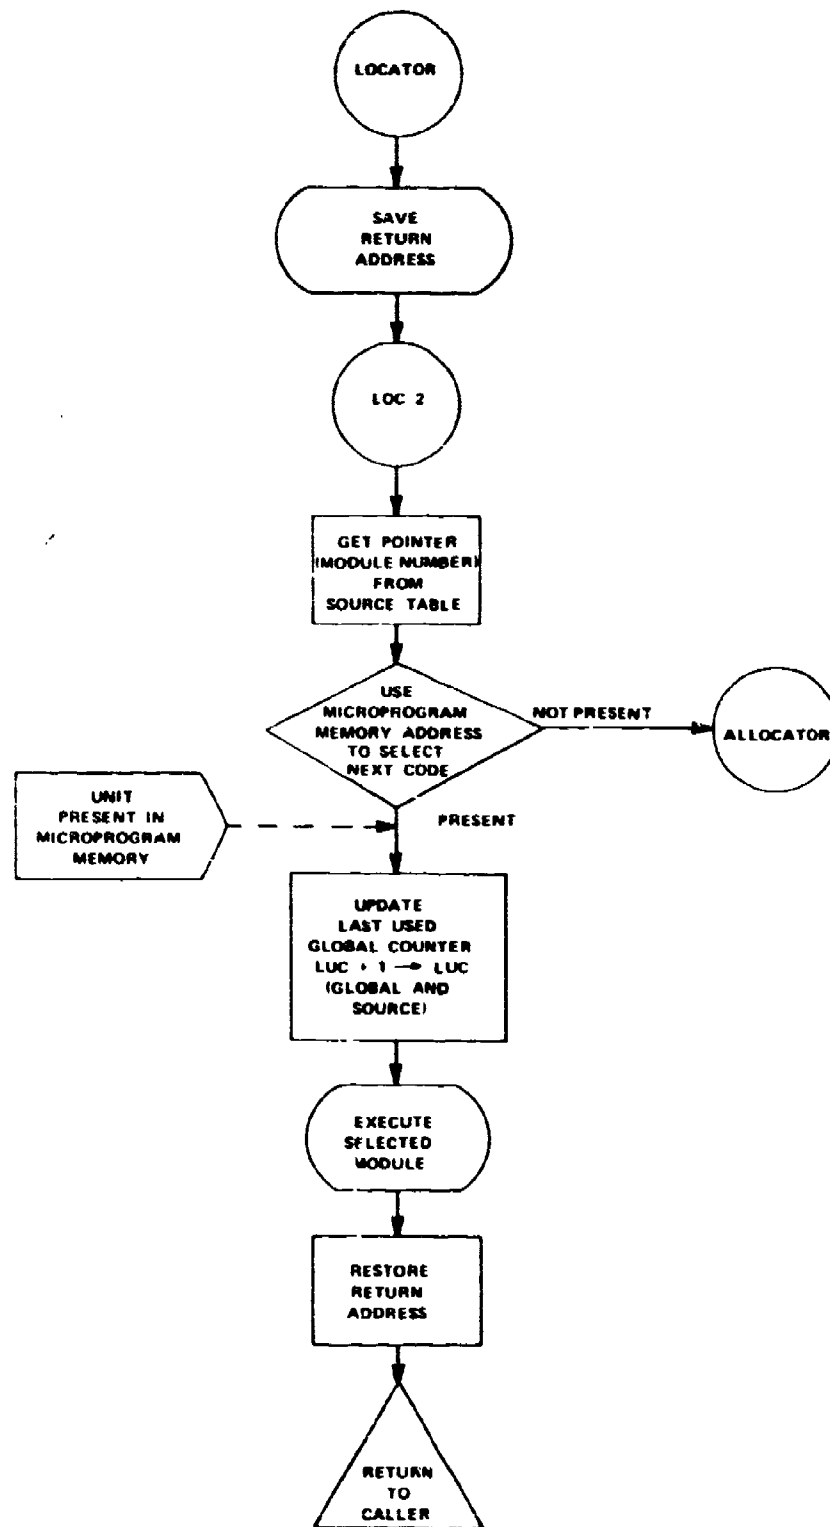 LOCATOR
SAVE
RETURN
ADDRESS
LOC 2
GET POINTER
(MODULE NUMBER)
FROM
SOURCE TABLE
USE
MICROPROGRAM
MEMORY ADDRESS
TO SELECT
NEXT CODE
NOT PRESENT
ALLOCATOR
UNIT
PRESENT IN
MICROPROGRAM
MEMORY
PRESENT
UPDATE
LAST USED
GLOBAL COUNTER
LUC + 1 → LUC
(GLOBAL AND
SOURCE)
EXECUTE
SELECTED
MODULE
RESTORE
RETURN
ADDRESS
RETURN
TO
CALLER